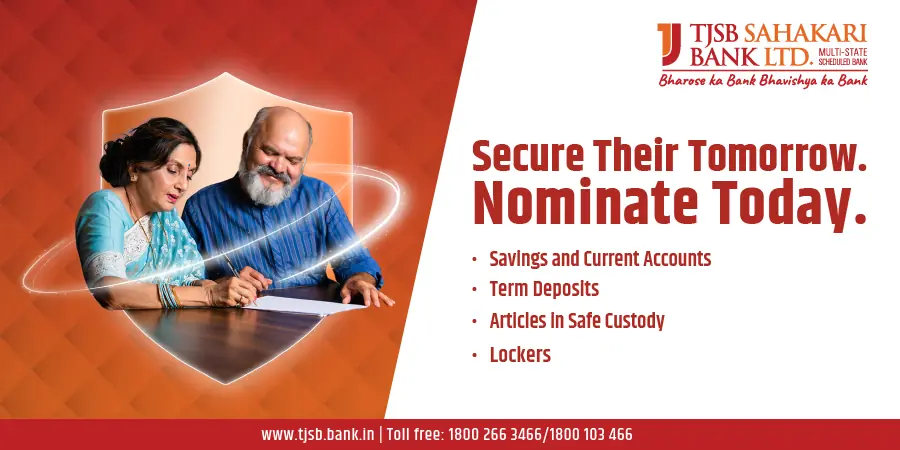 TJSB SAHAKARI
BANK LTD. MULTI-STATE SCHEDULED BANK
Bharose ka Bank Bhavishya ka Bank
Secure Their Tomorrow.
Nominate Today.
• Savings and Current Accounts
• Term Deposits
• Articles in Safe Custody
• Lockers
www.tjsb.bank.in | Toll free: 1800 266 3466/1800 103 466